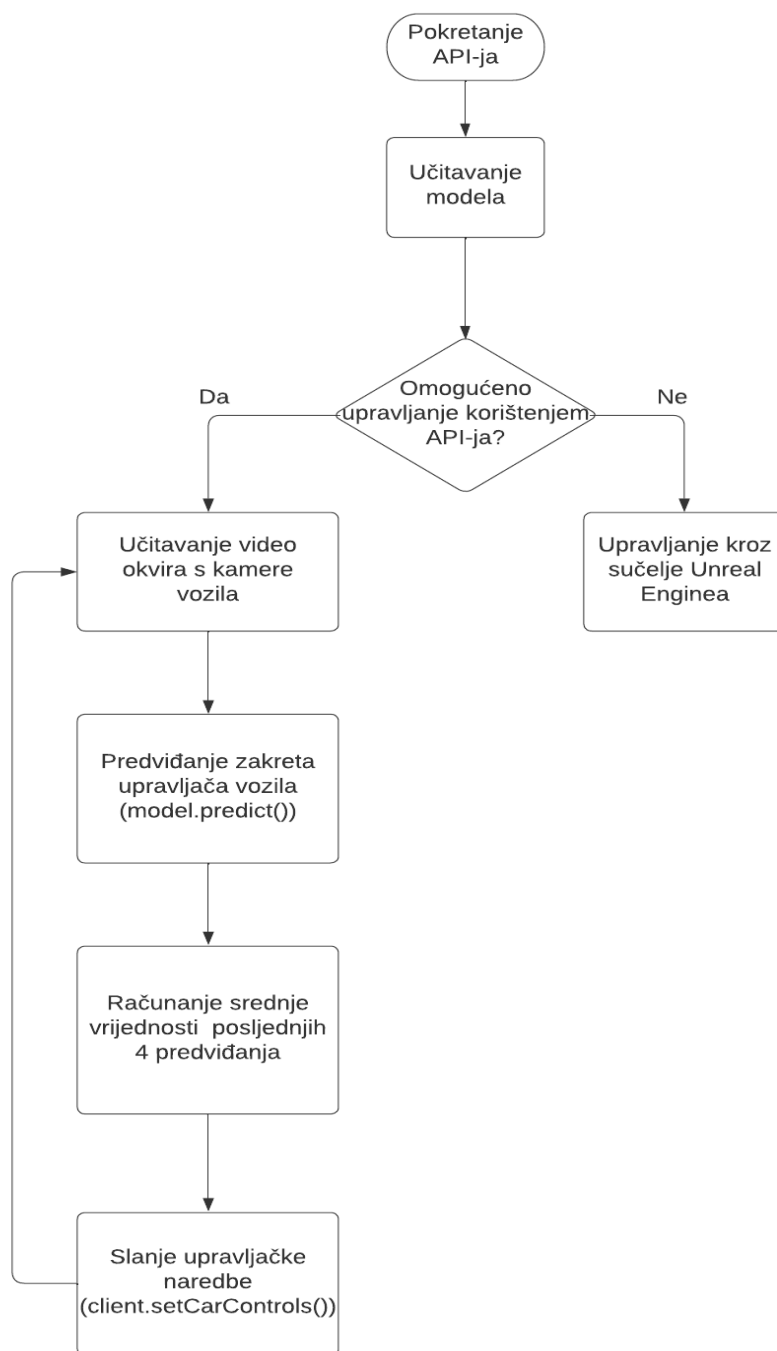 Pokretanje
API-ja
Učitavanje
modela
Omogućeno
upravljanje korištenjem
API-ja?
Da
Ne
Učitavanje video
okvira s kamere
vozila
Upravljanje kroz
sučelje Unreal
Enginea
Predviđanje zakreta
upravljača vozila
(model.predict())
Računanje srednje
vrijednosti  posljednjih
4 predviđanja
Slanje upravljačke
naredbe
(client.setCarControls())